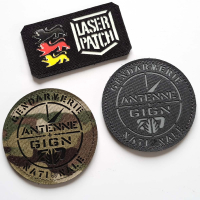 LASER
PATCH
GENDARMERIE
ANTENNE
GIGN
NATIONALE
GENDARMERIE
ANTENNE
GIGN
NATIONALE